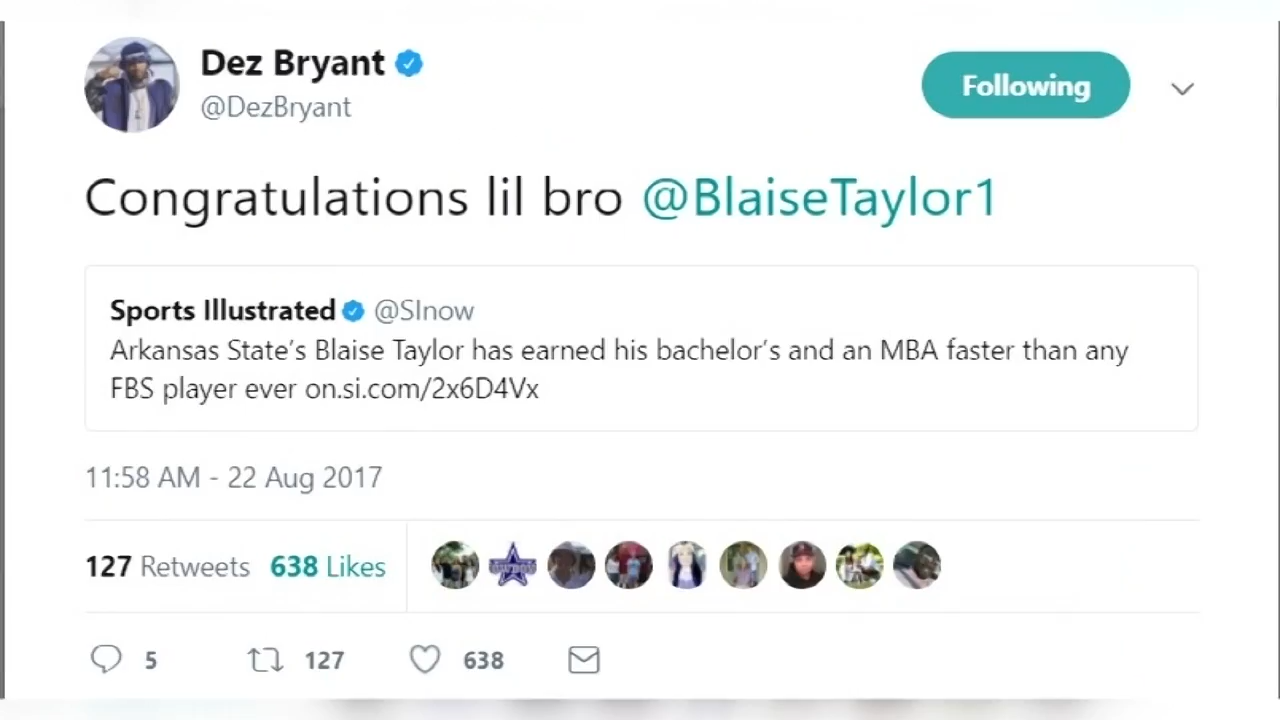 Dez Bryant
@DezBryant
Following
Congratulations lil bro @BlaiseTaylor1
Sports Illustrated @SInow
Arkansas State's Blaise Taylor has earned his bachelor's and an MBA faster than any
FBS player ever on.si.com/2x6D4Vx
11:58 AM - 22 Aug 2017
127 Retweets 638 Likes
5 127 638